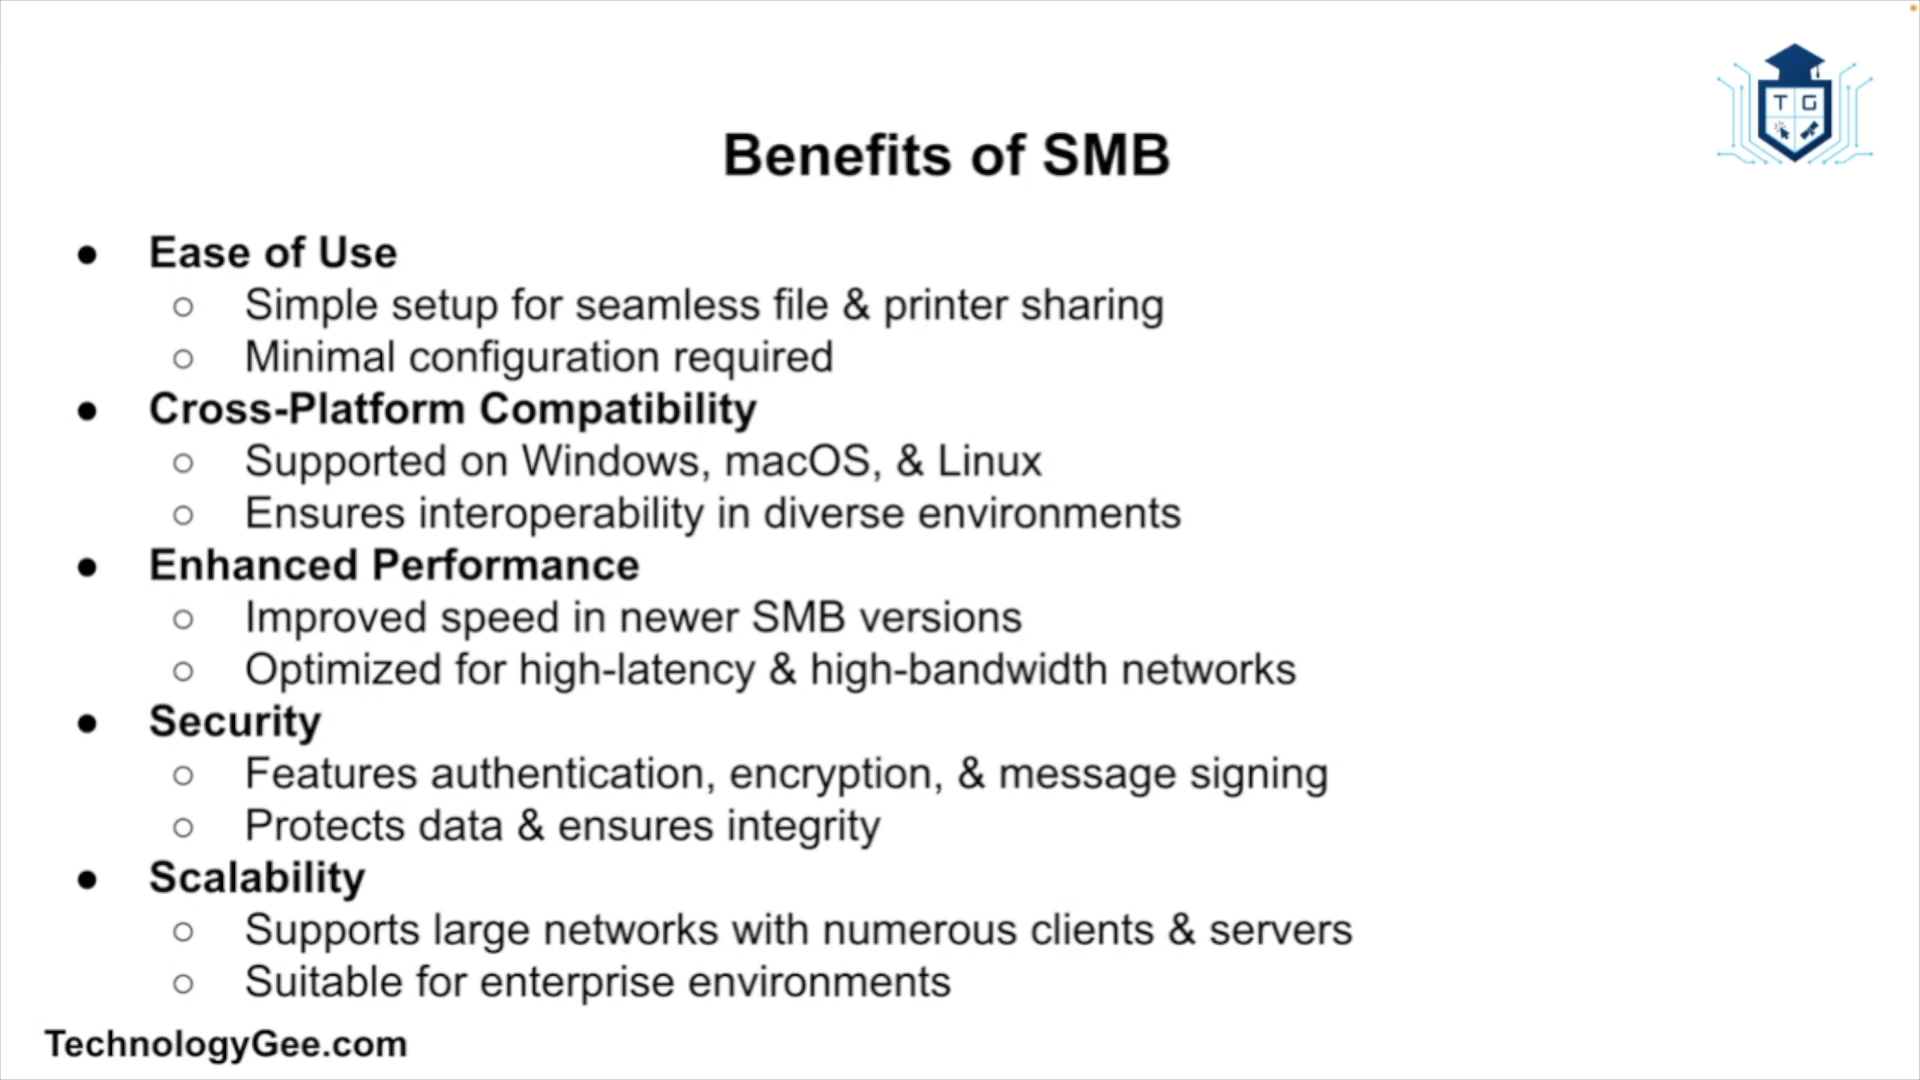 T G
Benefits of SMB
● Ease of Use
○ Simple setup for seamless file & printer sharing
○ Minimal configuration required
● Cross-Platform Compatibility
○ Supported on Windows, macOS, & Linux
○ Ensures interoperability in diverse environments
● Enhanced Performance
○ Improved speed in newer SMB versions
○ Optimized for high-latency & high-bandwidth networks
● Security
○ Features authentication, encryption, & message signing
○ Protects data & ensures integrity
● Scalability
○ Supports large networks with numerous clients & servers
○ Suitable for enterprise environments
TechnologyGee.com